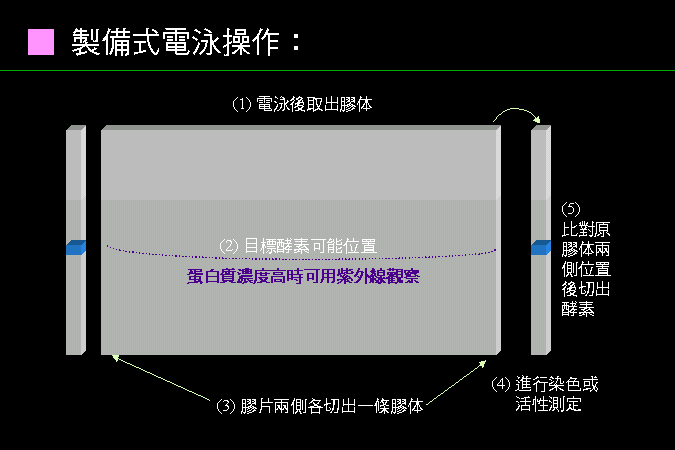 製備式電泳操作：
(1) 電泳後取出膠体
(2) 目標酵素可能位置
蛋白質濃度高時可用紫外線觀察
(3) 膠片兩側各切出一條膠体
(4) 進行染色或
活性測定
(5)
比對原
膠体兩
側位置
後切出
酵素